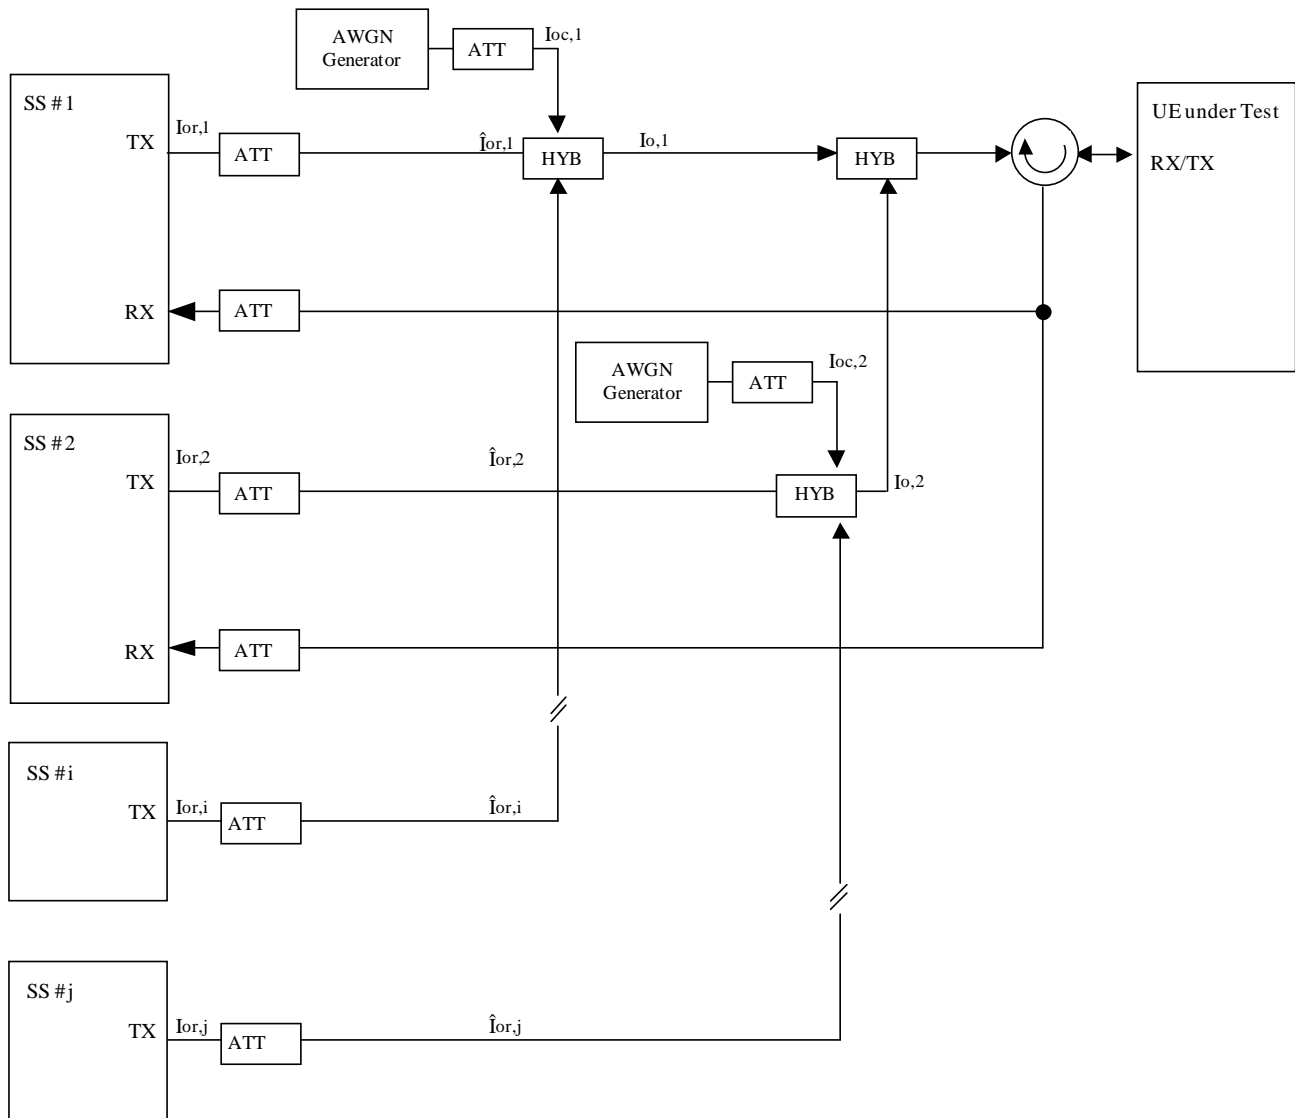 AWGN
Generator
ATT
Ioc,1
SS #1
TX
Ior,1
ATT
Îor,1
HYB
Io,1
HYB
UE under Test
RX/TX
RX
ATT
AWGN
Generator
ATT
Ioc,2
SS #2
TX
Ior,2
ATT
Îor,2
HYB
Io,2
RX
ATT
SS #i
TX
Ior,i
ATT
Îor,i
SS #j
TX
Ior,j
ATT
Îor,j